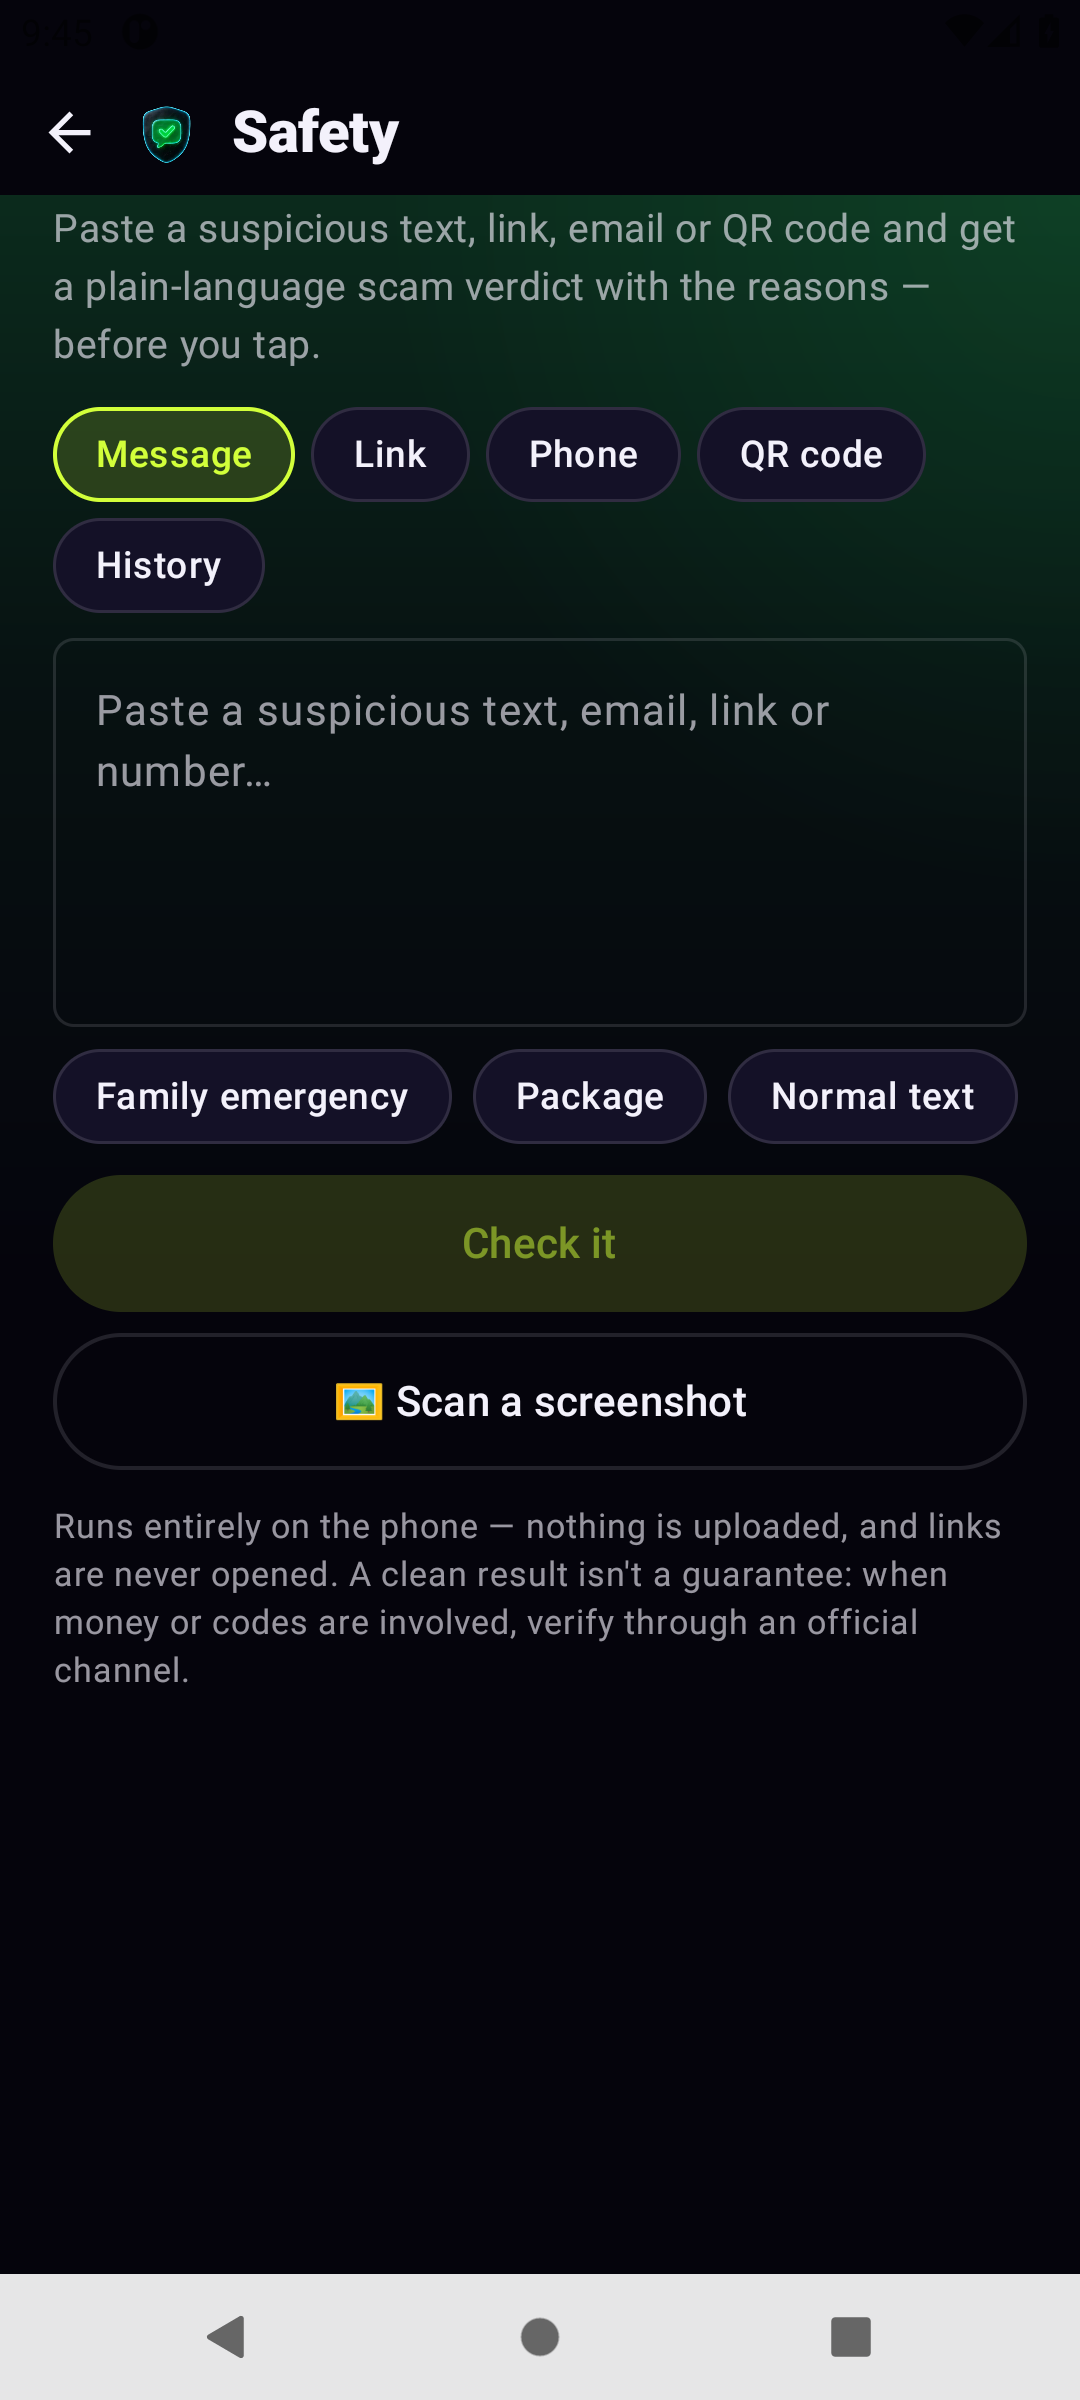 9:45
Safety
Paste a suspicious text, link, email or QR code and get
a plain-language scam verdict with the reasons —
before you tap.
Message
Link
Phone
QR code
History
Paste a suspicious text, email, link or
number…
Family emergency
Package
Normal text
Check it
Scan a screenshot
Runs entirely on the phone — nothing is uploaded, and links
are never opened. A clean result isn't a guarantee: when
money or codes are involved, verify through an official
channel.